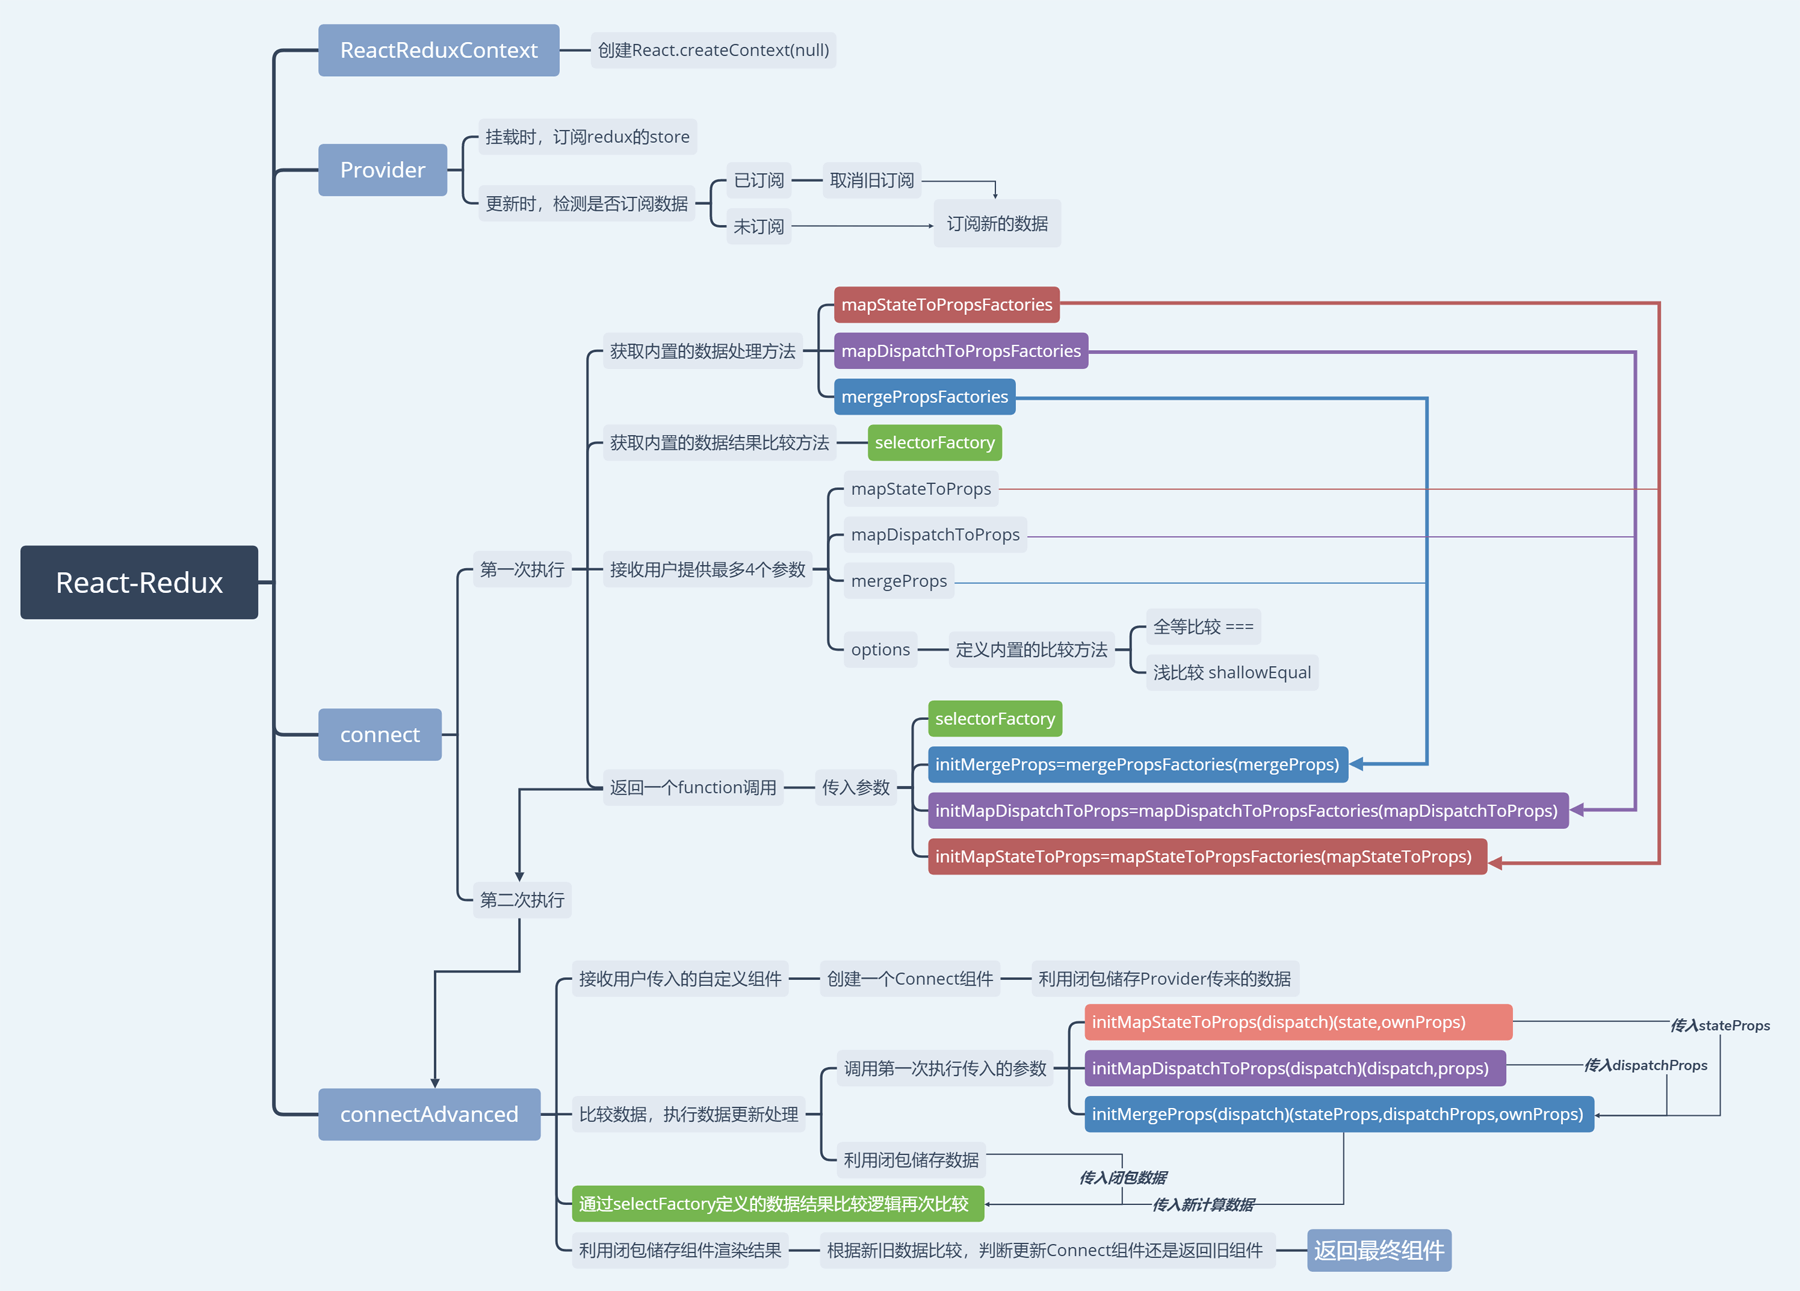 ReactReduxContext
创建React.createContext(null)
挂载时，订阅redux的store
Provider
更新时，检测是否订阅数据
已订阅
取消旧订阅
未订阅
订阅新的数据
mapStateToPropsFactories
获取内置的数据处理方法
mapDispatchToPropsFactories
mergePropsFactories
获取内置的数据结果比较方法
selectorFactory
mapStateToProps
mapDispatchToProps
React-Redux
第一次执行
接收用户提供最多4个参数
mergeProps
全等比较 ===
options
定义内置的比较方法
浅比较 shallowEqual
selectorFactory
connect
initMergeProps=mergePropsFactories(mergeProps)
返回一个function调用
传入参数
initMapDispatchToProps=mapDispatchToPropsFactories(mapDispatchToProps)
initMapStateToProps=mapStateToPropsFactories(mapStateToProps)
第二次执行
接收用户传入的自定义组件
创建一个Connect组件
利用闭包储存Provider传来的数据
initMapStateToProps(dispatch)(state,ownProps)
传入stateProps
调用第一次执行传入的参数
initMapDispatchToProps(dispatch)(dispatch,props)
传入dispatchProps
connectAdvanced
比较数据，执行数据更新处理
initMergeProps(dispatch)(stateProps,dispatchProps,ownProps)
利用闭包储存数据
传入闭包数据
通过selectFactory定义的数据结果比较逻辑再次比较
传入新计算数据
利用闭包储存组件渲染结果
根据新旧数据比较，判断更新Connect组件还是返回旧组件
返回最终组件